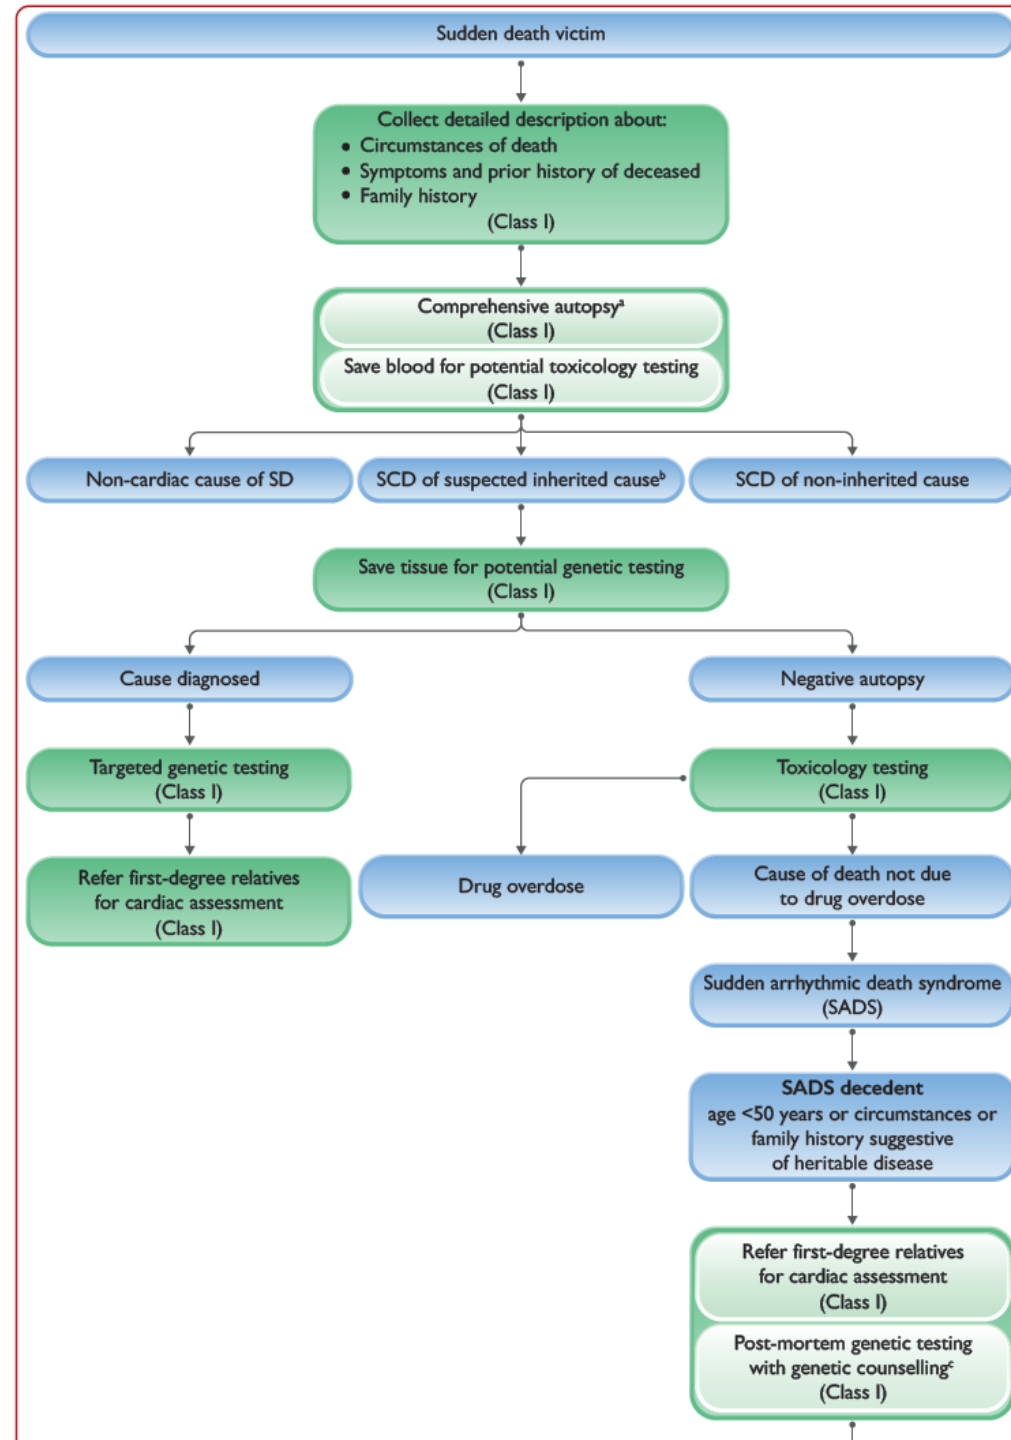 Sudden death victim
Collect detailed description about:
• Circumstances of death
• Symptoms and prior history of deceased
• Family history
(Class I)
Comprehensive autopsyᵃ
(Class I)
Save blood for potential toxicology testing
(Class I)
Non-cardiac cause of SD
SCD of suspected inherited causeᵇ
SCD of non-inherited cause
Save tissue for potential genetic testing
(Class I)
Cause diagnosed
Negative autopsy
Targeted genetic testing
(Class I)
Toxicology testing
(Class I)
Refer first-degree relatives
for cardiac assessment
(Class I)
Drug overdose
Cause of death not due
to drug overdose
Sudden arrhythmic death syndrome
(SADS)
SADS decedent
age <50 years or circumstances or
family history suggestive
of heritable disease
Refer first-degree relatives
for cardiac assessment
(Class I)
Post-mortem genetic testing
with genetic counsellingᶜ
(Class I)